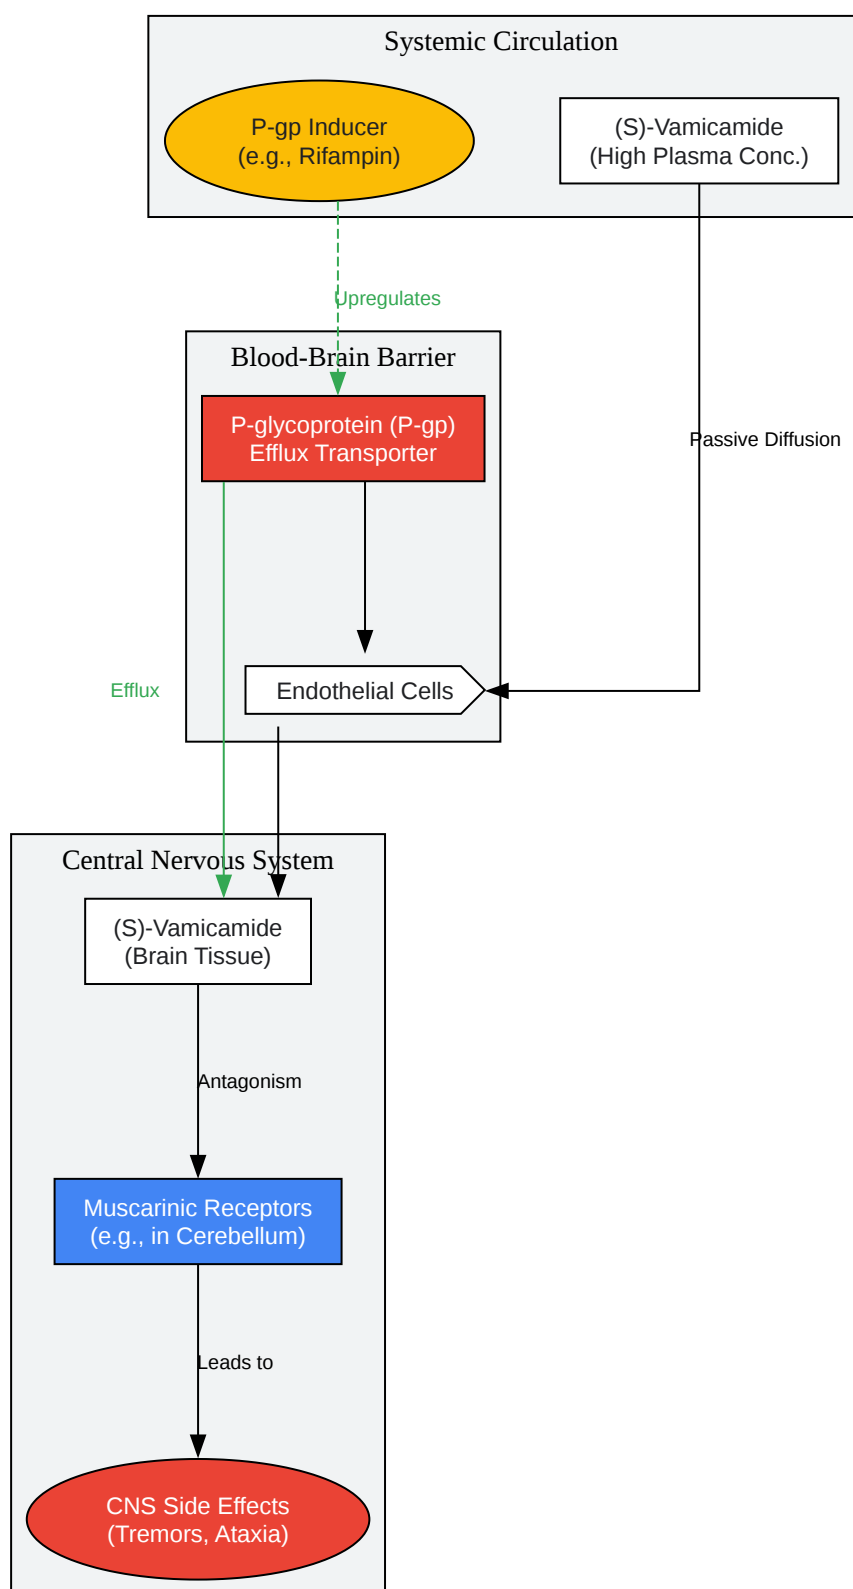 Systemic Circulation
P-gp Inducer
(e.g., Rifampin)
(S)-Vamicamide
(High Plasma Conc.)
Upregulates
Blood-Brain Barrier
P-glycoprotein (P-gp)
Efflux Transporter
Passive Diffusion
Endothelial Cells
Efflux
Central Nervous System
(S)-Vamicamide
(Brain Tissue)
Antagonism
Muscarinic Receptors
(e.g., in Cerebellum)
Leads to
CNS Side Effects
(Tremors, Ataxia)